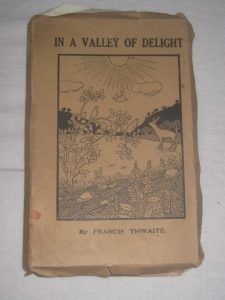 IN A VALLEY OF DELIGHT
By FRANCIS THWAITE.